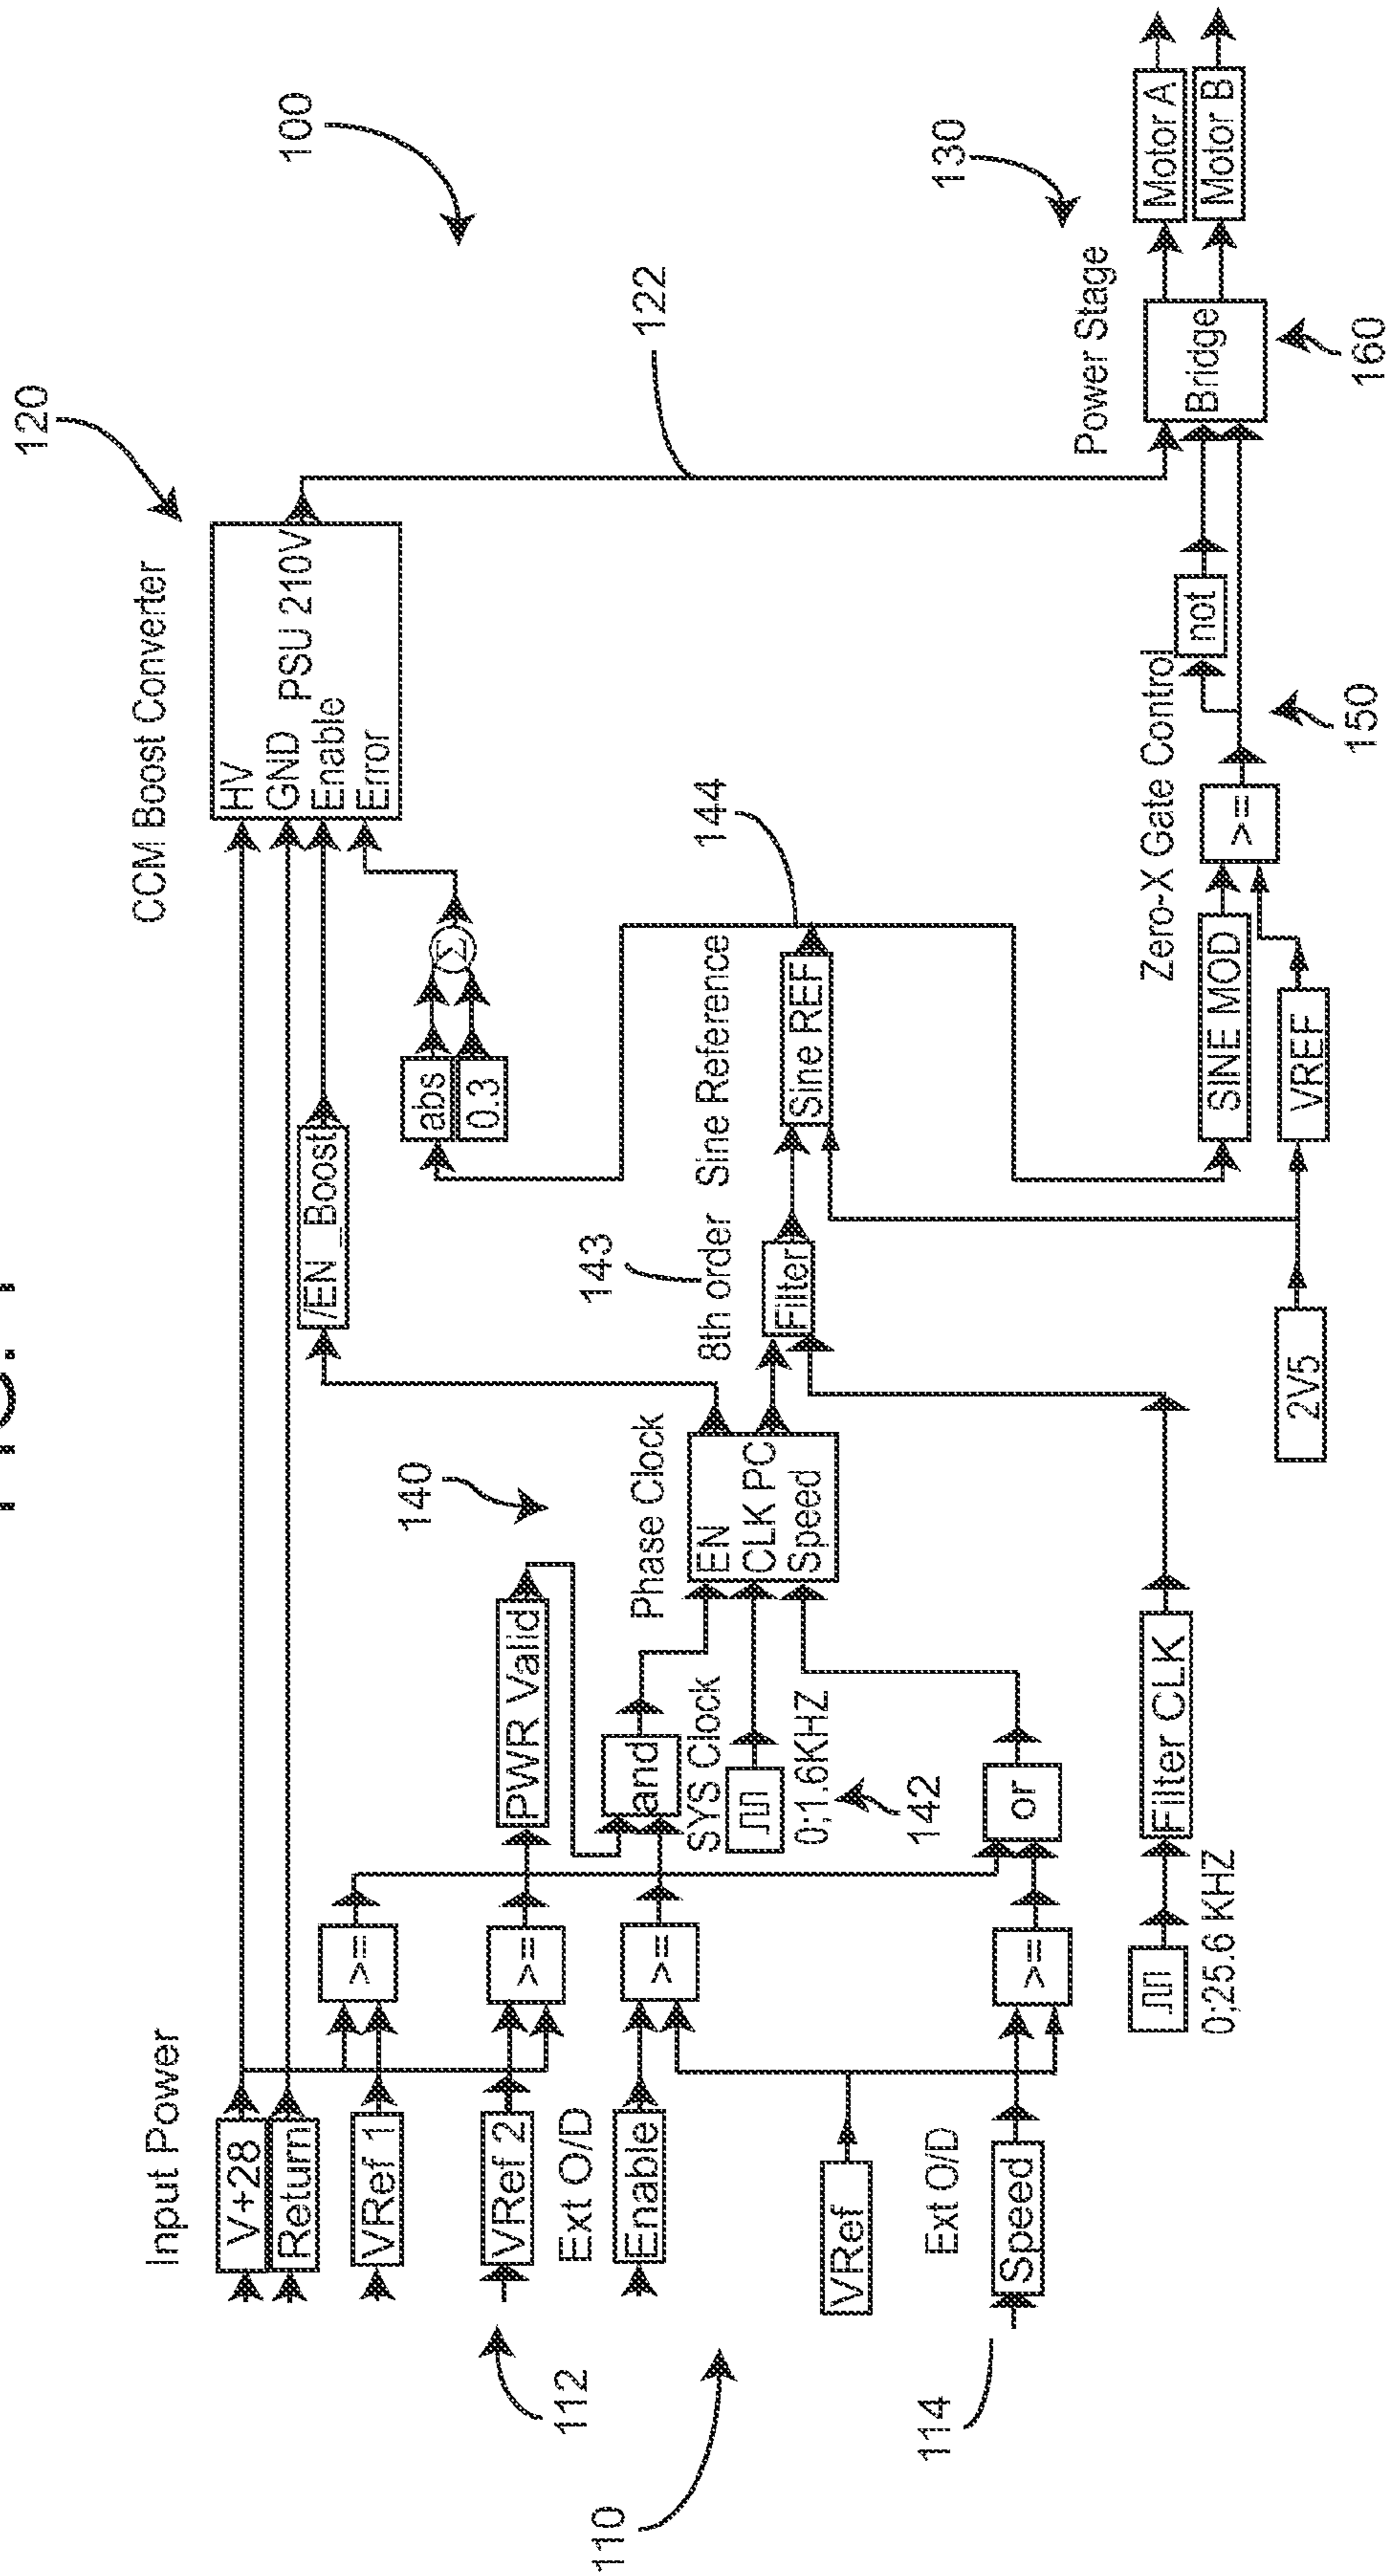 FIG. 1
100
120
CCM Boost Converter
HV
GND
PSU 210V
Enable
Error
122
Input Power
V+28
Return
VRef 1
VRef 2
112
Ext O/D
Enable
110
VRef
Ext O/D
Speed
114
>=
>=
>=
>=
PWR Valid
and
SYS Clock
0;1.6KHZ
142
or
0;25.6 KHZ
Filter CLK
140
Phase Clock
EN
CLK PC
Speed
/EN_Boost
abs
0.3
Σ
143
8th order
Filter
Sine Reference
Sine REF
144
2V5
Zero-X Gate Control
SINE MOD
VREF
>=
not
150
Power Stage
130
Bridge
160
Motor A
Motor B